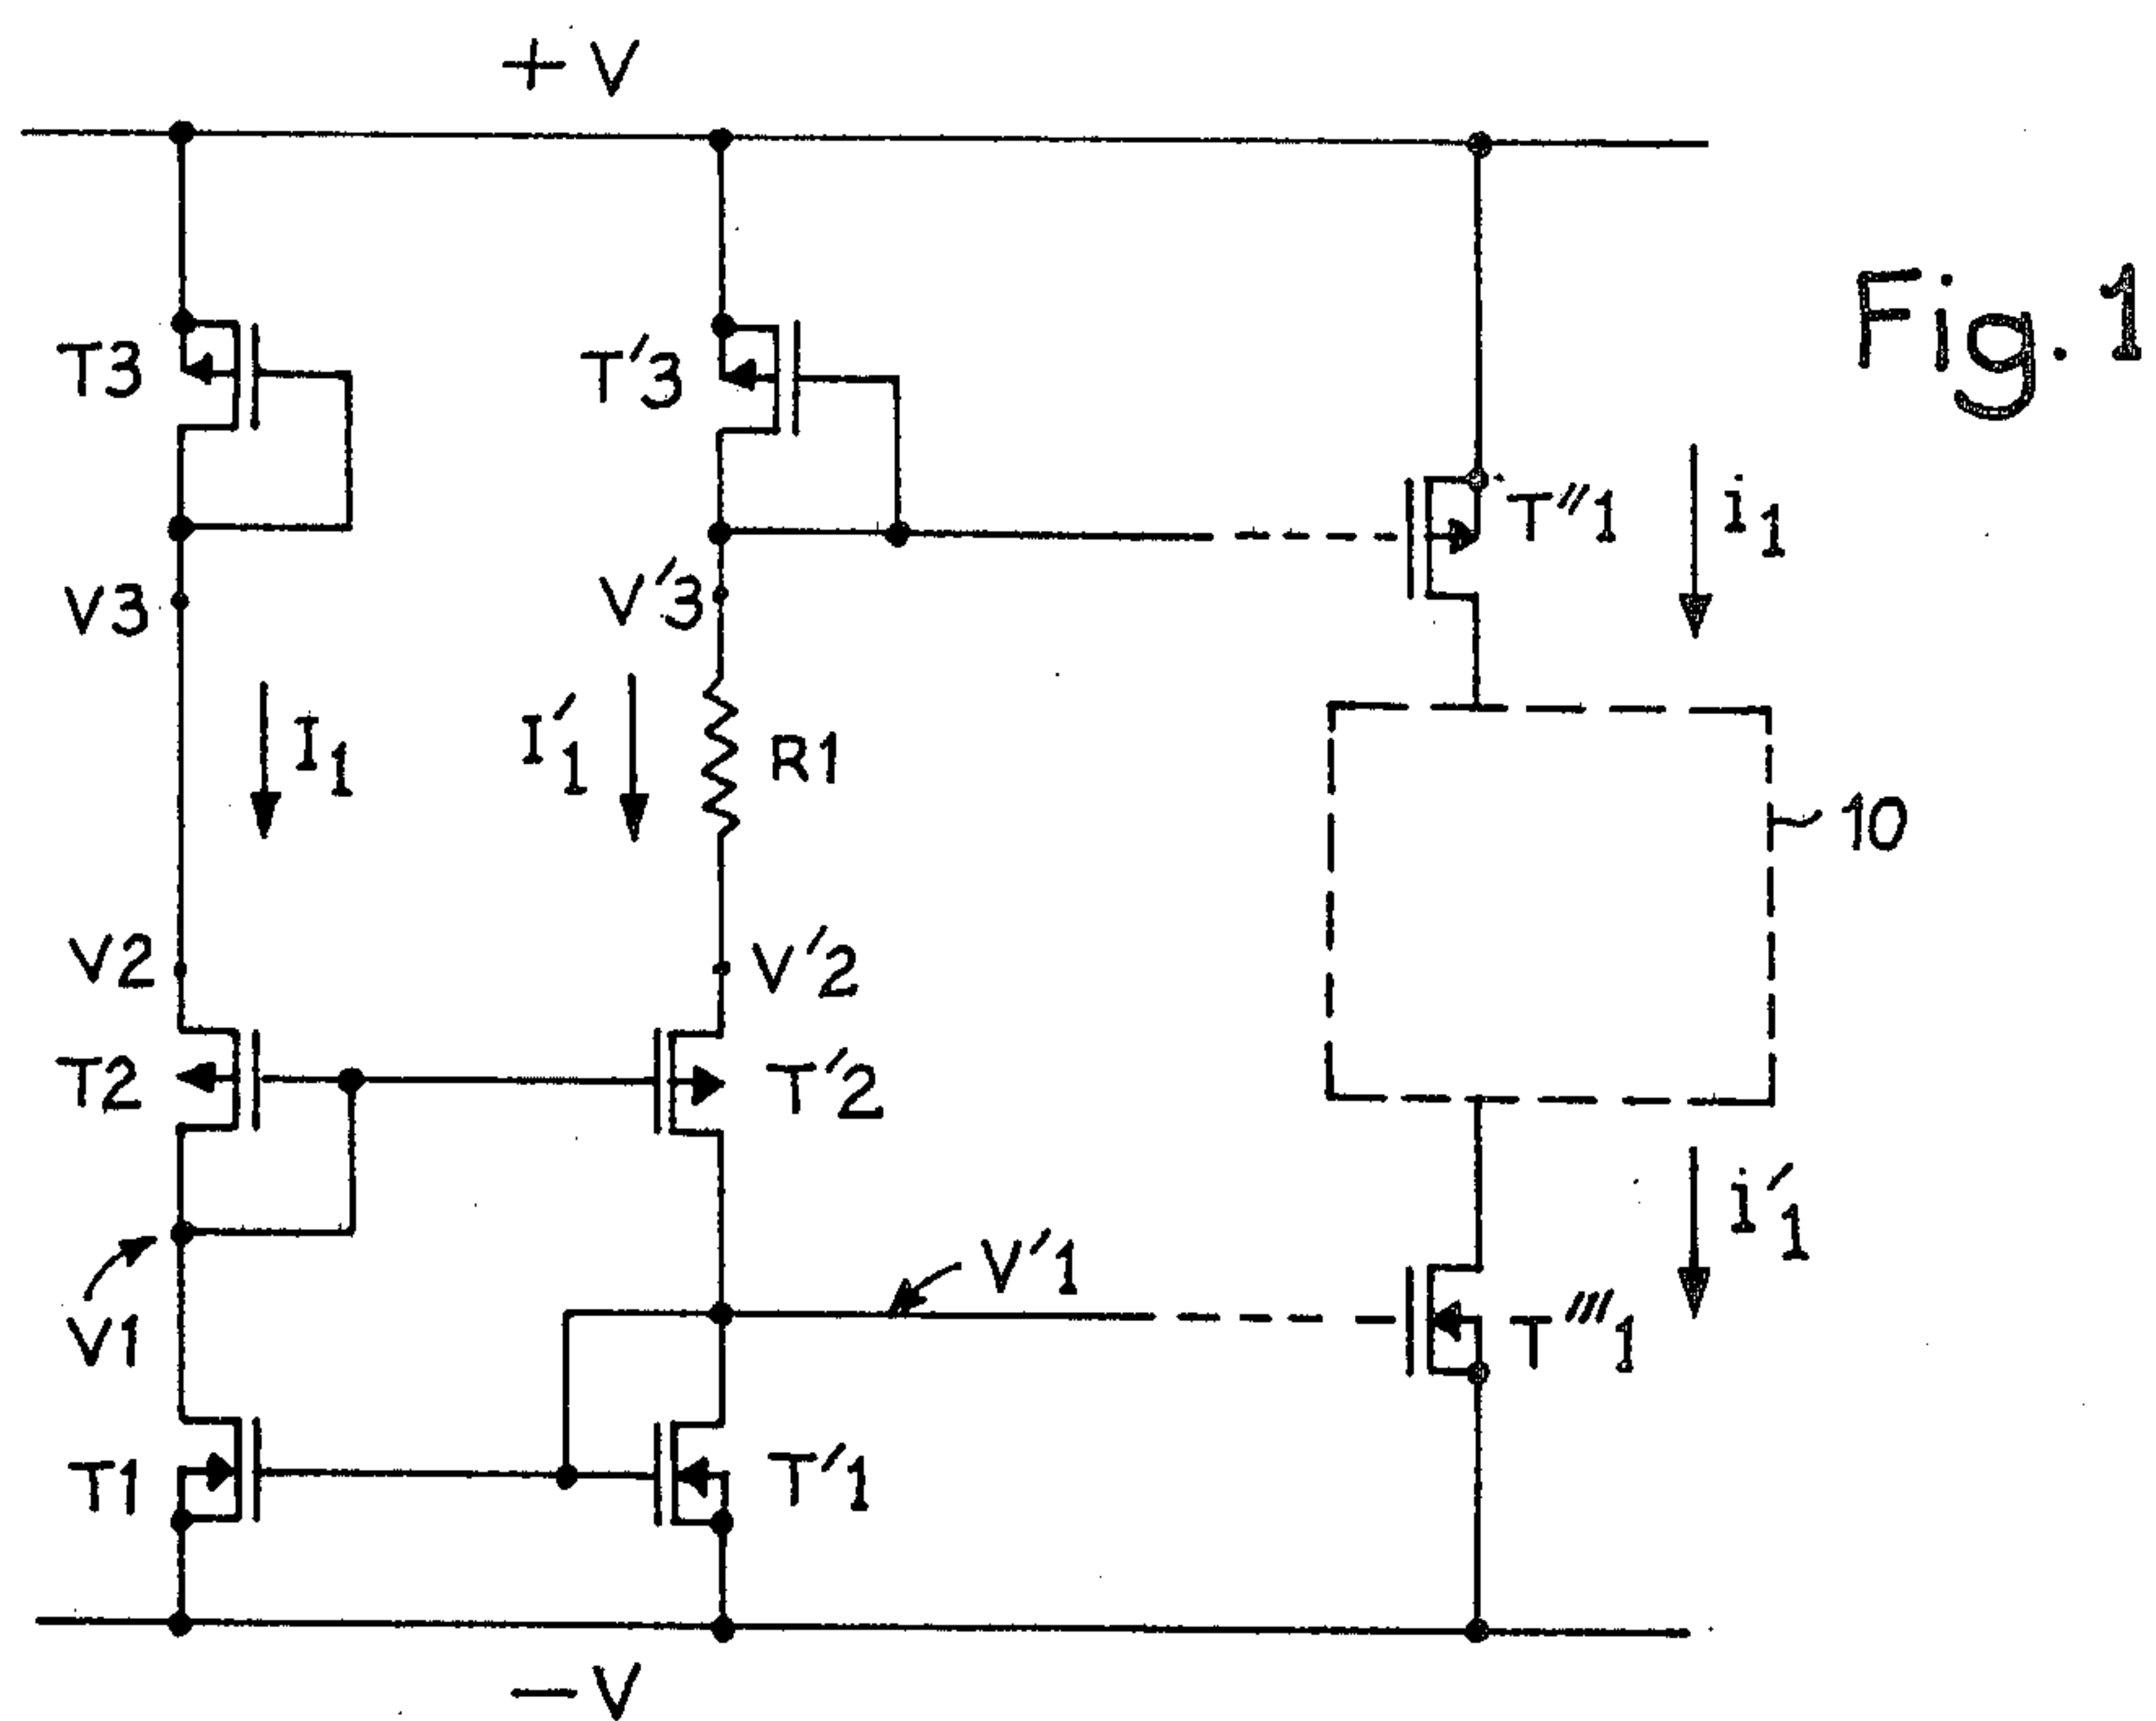 +V
Fig. 1
T3
T′3
T″1
i1
V3
V′3
I1
I′1
R1
10
V2
V′2
T2
T′2
i′1
V′1
V1
T‴1
T1
T′1
−V